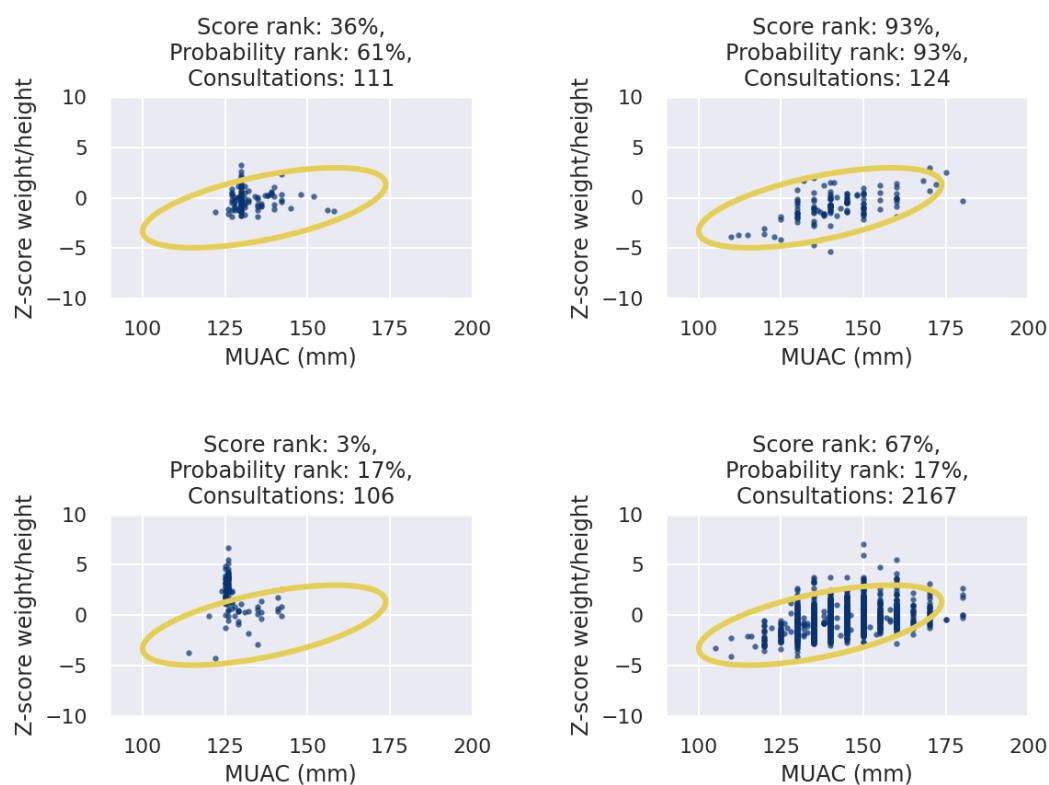 Score rank: 36%,
Probability rank: 61%,
Consultations: 111
10
5
0
−5
−10
Z-score weight/height
100
125
150
175
200
MUAC (mm)
Score rank: 93%,
Probability rank: 93%,
Consultations: 124
10
5
0
−5
−10
Z-score weight/height
100
125
150
175
200
MUAC (mm)
Score rank: 3%,
Probability rank: 17%,
Consultations: 106
10
5
0
−5
−10
Z-score weight/height
100
125
150
175
200
MUAC (mm)
Score rank: 67%,
Probability rank: 17%,
Consultations: 2167
10
5
0
−5
−10
Z-score weight/height
100
125
150
175
200
MUAC (mm)